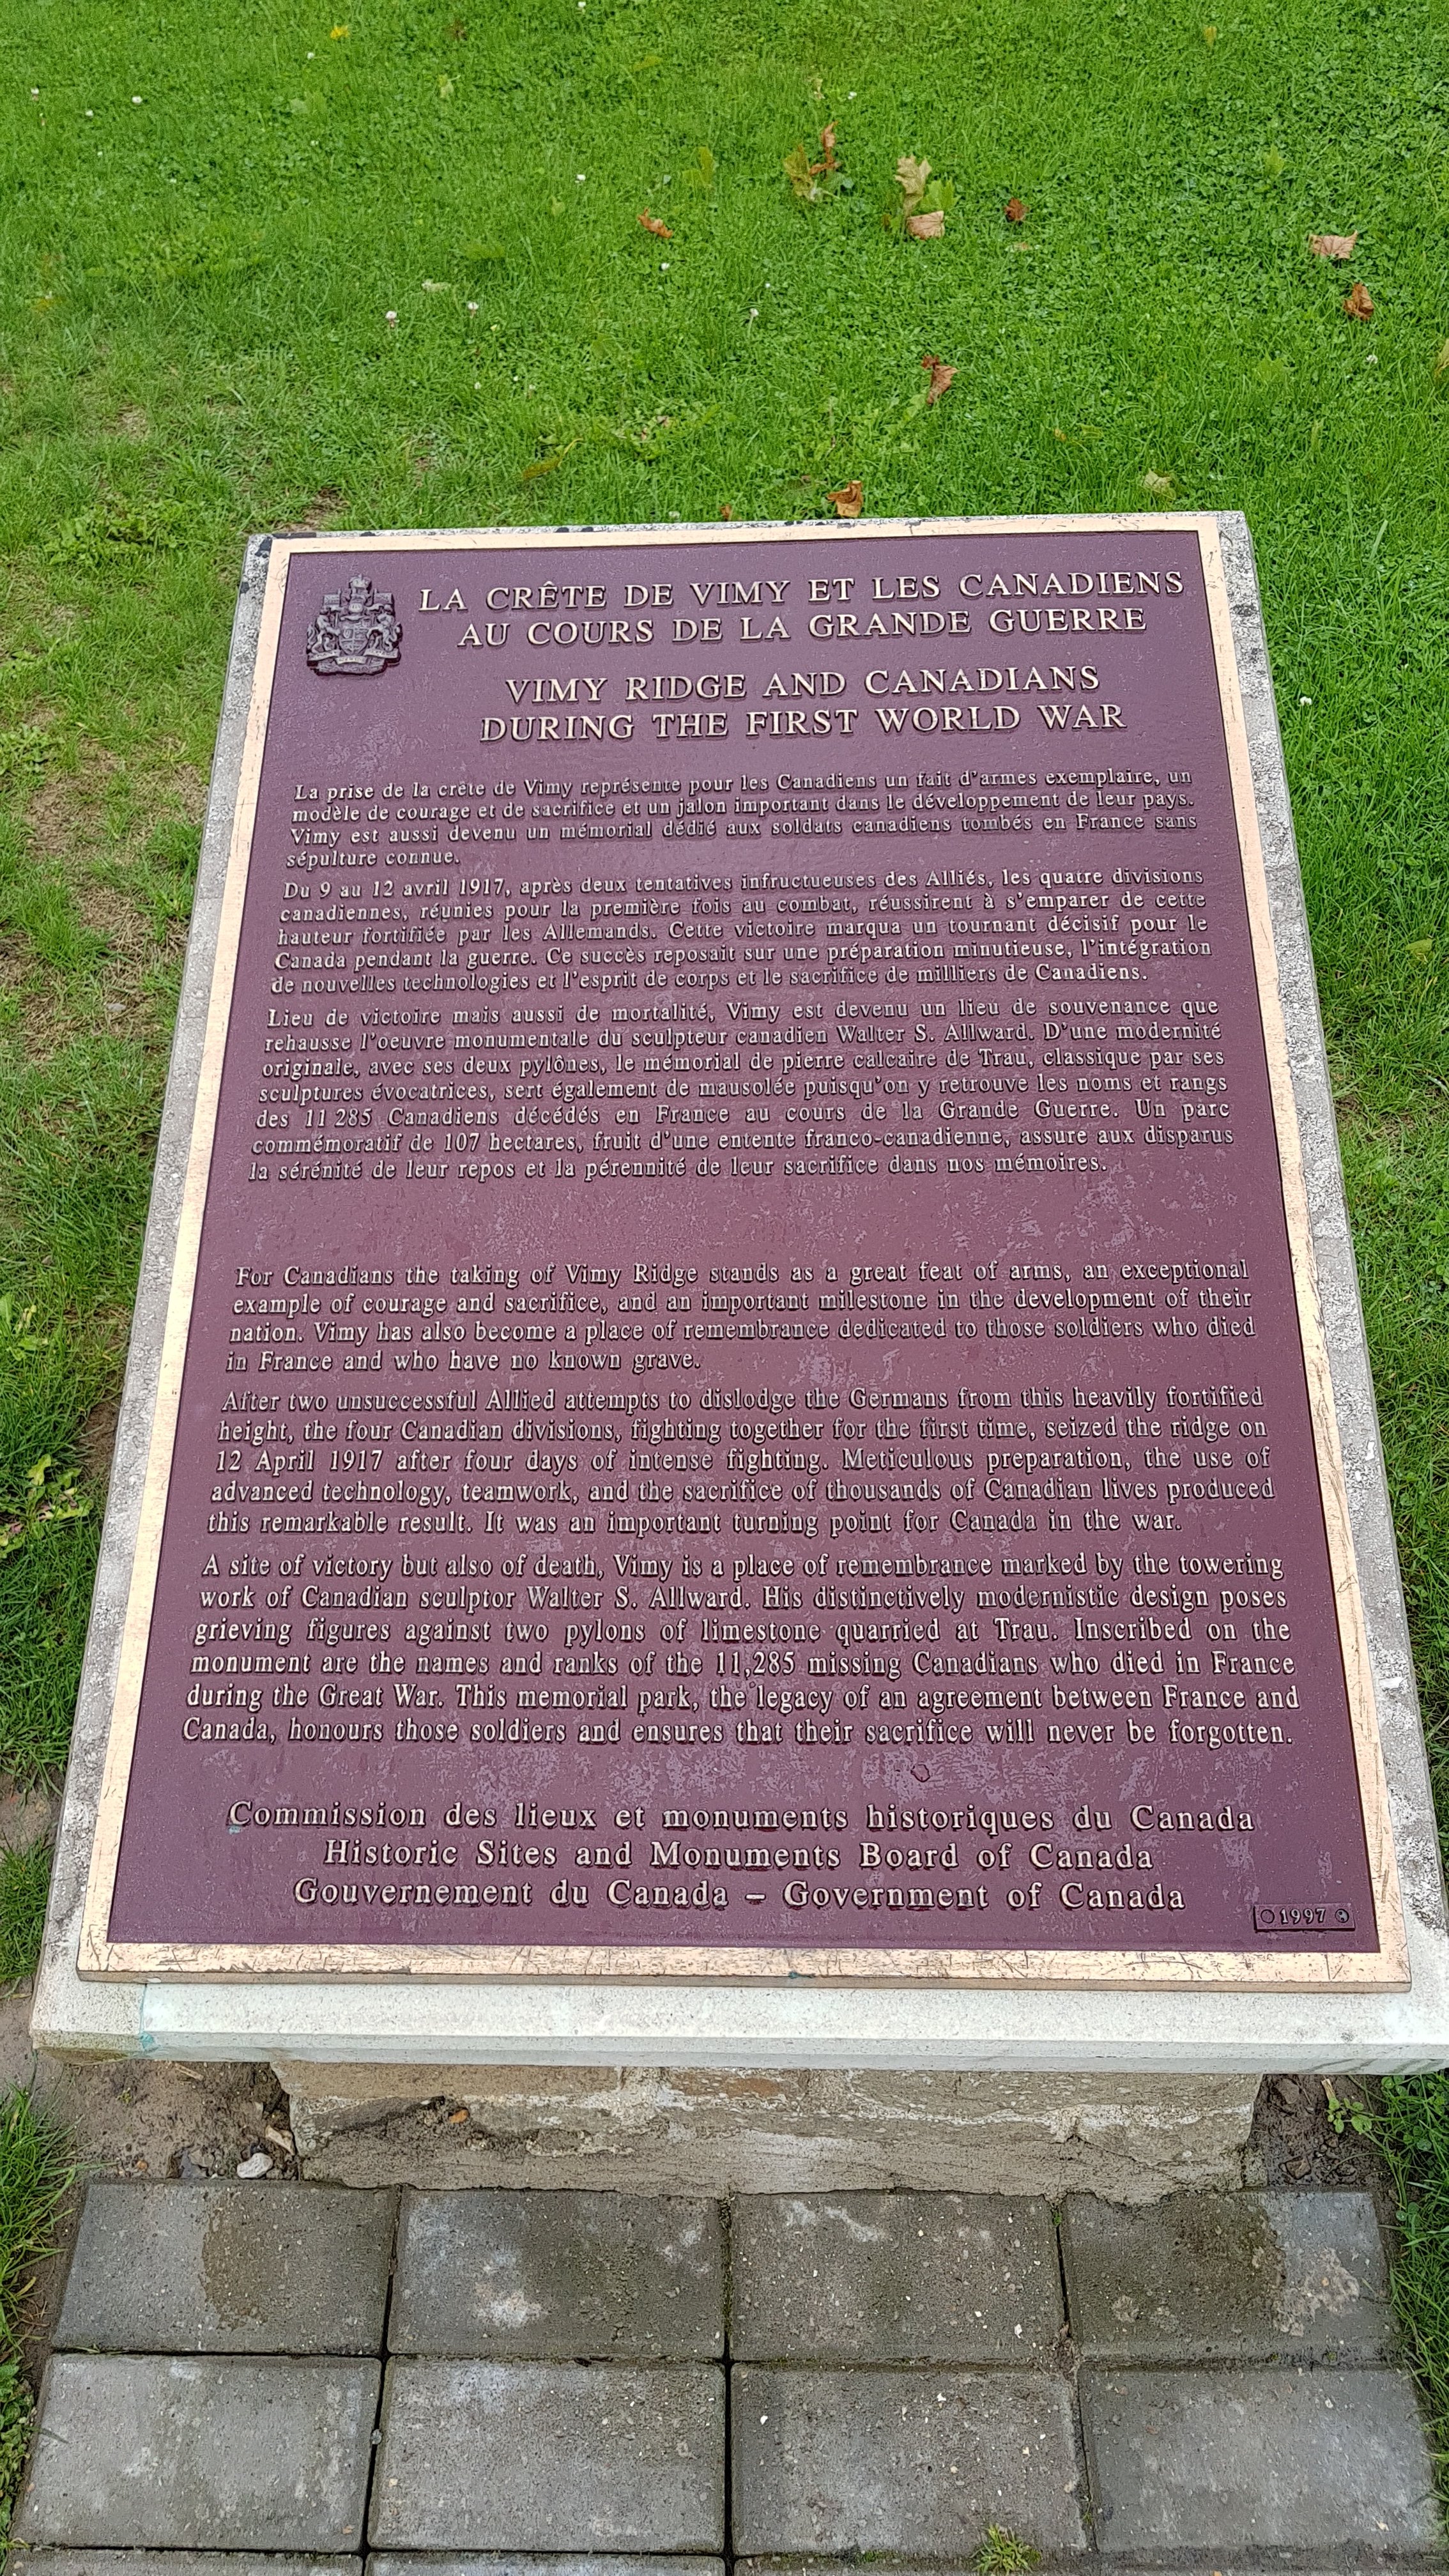 LA CRÊTE DE VIMY ET LES CANADIENS
AU COURS DE LA GRANDE GUERRE
VIMY RIDGE AND CANADIANS
DURING THE FIRST WORLD WAR
La prise de la crête de Vimy représente pour les Canadiens un fait d'armes exemplaire, un
modèle de courage et de sacrifice et un jalon important dans le développement de leur pays.
Vimy est aussi devenu un mémorial dédié aux soldats canadiens tombés en France sans
sépulture connue.
Du 9 au 12 avril 1917, après deux tentatives infructueuses des Alliés, les quatre divisions
canadiennes, réunies pour la première fois au combat, réussirent à s'emparer de cette
hauteur fortifiée par les Allemands. Cette victoire marqua un tournant décisif pour le
Canada pendant la guerre. Ce succès reposait sur une préparation minutieuse, l'intégration
de nouvelles technologies et l'esprit de corps et le sacrifice de milliers de Canadiens.
Lieu de victoire mais aussi de mortalité, Vimy est devenu un lieu de souvenance que
rehausse l'oeuvre monumentale du sculpteur canadien Walter S. Allward. D'une modernité
originale, avec ses deux pylônes, le mémorial de pierre calcaire de Trau, classique par ses
sculptures évocatrices, sert également de mausolée puisqu'on y retrouve les noms et rangs
des 11 285 Canadiens décédés en France au cours de la Grande Guerre. Un parc
commémoratif de 107 hectares, fruit d'une entente franco-canadienne, assure aux disparus
la sérénité de leur repos et la pérennité de leur sacrifice dans nos mémoires.
For Canadians the taking of Vimy Ridge stands as a great feat of arms, an exceptional
example of courage and sacrifice, and an important milestone in the development of their
nation. Vimy has also become a place of remembrance dedicated to those soldiers who died
in France and who have no known grave.
After two unsuccessful Allied attempts to dislodge the Germans from this heavily fortified
height, the four Canadian divisions, fighting together for the first time, seized the ridge on
12 April 1917 after four days of intense fighting. Meticulous preparation, the use of
advanced technology, teamwork, and the sacrifice of thousands of Canadian lives produced
this remarkable result. It was an important turning point for Canada in the war.
A site of victory but also of death, Vimy is a place of remembrance marked by the towering
work of Canadian sculptor Walter S. Allward. His distinctively modernistic design poses
grieving figures against two pylons of limestone quarried at Trau. Inscribed on the
monument are the names and ranks of the 11,285 missing Canadians who died in France
during the Great War. This memorial park, the legacy of an agreement between France and
Canada, honours those soldiers and ensures that their sacrifice will never be forgotten.
Commission des lieux et monuments historiques du Canada
Historic Sites and Monuments Board of Canada
Gouvernement du Canada – Government of Canada
1997